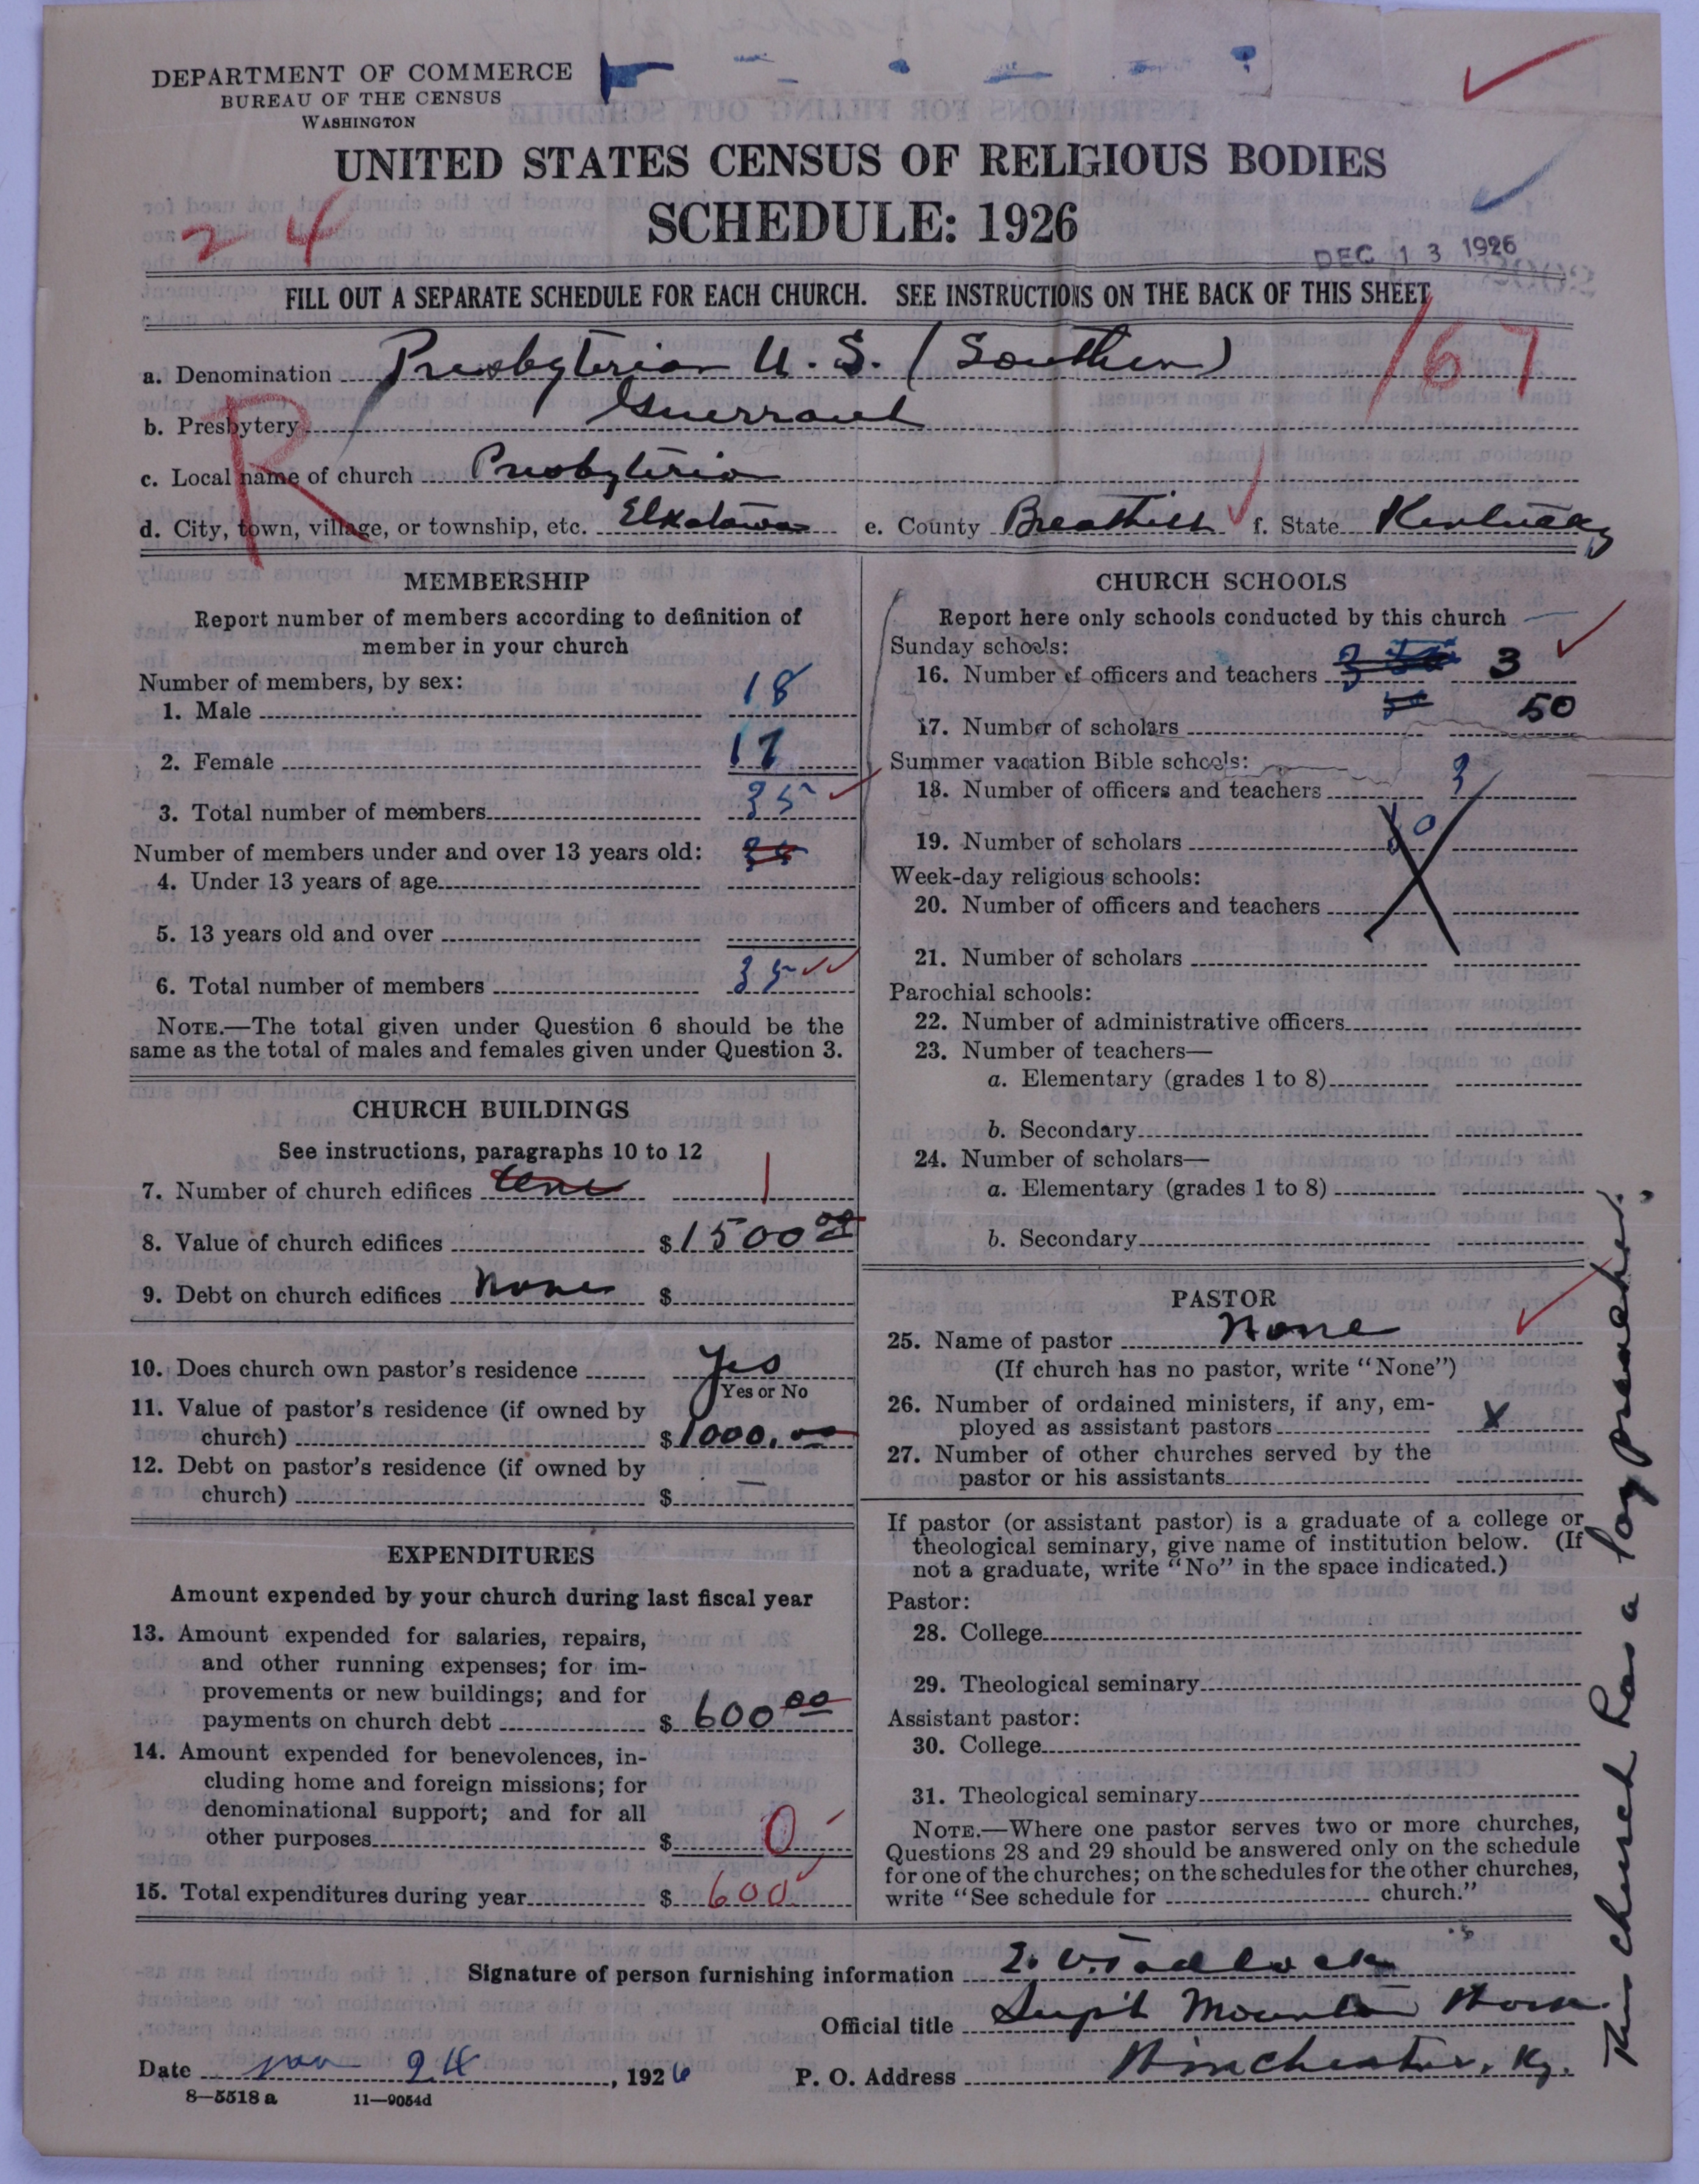 DEPARTMENT OF COMMERCE
BUREAU OF THE CENSUS
WASHINGTON
UNITED STATES CENSUS OF RELIGIOUS BODIES
SCHEDULE: 1926
24
DEC 13 1926
FILL OUT A SEPARATE SCHEDULE FOR EACH CHURCH. SEE INSTRUCTIONS ON THE BACK OF THIS SHEET
167
a. Denomination Presbyterian U. S. (Southern)
b. Presbytery Guerrant
R
c. Local name of church Presbyterian
d. City, town, village, or township, etc. Elkatawa e. County Breathitt f. State Kentucky
MEMBERSHIP
Report number of members according to definition of
member in your church
Number of members, by sex:
1. Male 18
2. Female 17
3. Total number of members 35
Number of members under and over 13 years old: 35
4. Under 13 years of age
5. 13 years old and over
6. Total number of members 35
NOTE.—The total given under Question 6 should be the
same as the total of males and females given under Question 3.
CHURCH BUILDINGS
See instructions, paragraphs 10 to 12
7. Number of church edifices one 1
8. Value of church edifices $1500 00
9. Debt on church edifices None $
10. Does church own pastor's residence Yes
Yes or No
11. Value of pastor's residence (if owned by
church) $1000.00
12. Debt on pastor's residence (if owned by
church) $ —
EXPENDITURES
Amount expended by your church during last fiscal year
13. Amount expended for salaries, repairs,
and other running expenses; for im-
provements or new buildings; and for
payments on church debt $ 600 00
14. Amount expended for benevolences, in-
cluding home and foreign missions; for
denominational support; and for all
other purposes $ 0
15. Total expenditures during year $ 600
CHURCH SCHOOLS
Report here only schools conducted by this church
Sunday schools:
16. Number of officers and teachers 3 3
17. Number of scholars 50
Summer vacation Bible schools:
18. Number of officers and teachers 3
19. Number of scholars
Week-day religious schools:
20. Number of officers and teachers
21. Number of scholars
Parochial schools:
22. Number of administrative officers
23. Number of teachers—
a. Elementary (grades 1 to 8)
b. Secondary
24. Number of scholars—
a. Elementary (grades 1 to 8)
b. Secondary
PASTOR
25. Name of pastor None
(If church has no pastor, write "None")
26. Number of ordained ministers, if any, em-
ployed as assistant pastors x
27. Number of other churches served by the
pastor or his assistants
If pastor (or assistant pastor) is a graduate of a college or
theological seminary, give name of institution below. (If
not a graduate, write "No" in the space indicated.)
Pastor:
28. College
29. Theological seminary
Assistant pastor:
30. College
31. Theological seminary
NOTE.—Where one pastor serves two or more churches,
Questions 28 and 29 should be answered only on the schedule
for one of the churches; on the schedules for the other churches,
write "See schedule for church."
This church has a lay preacher.
Signature of person furnishing information E. V. Tadlock
Official title Sup't Mountain Work
Date Nov 24, 1926 P. O. Address Winchester, Ky.
8—5518 a 11—9054d